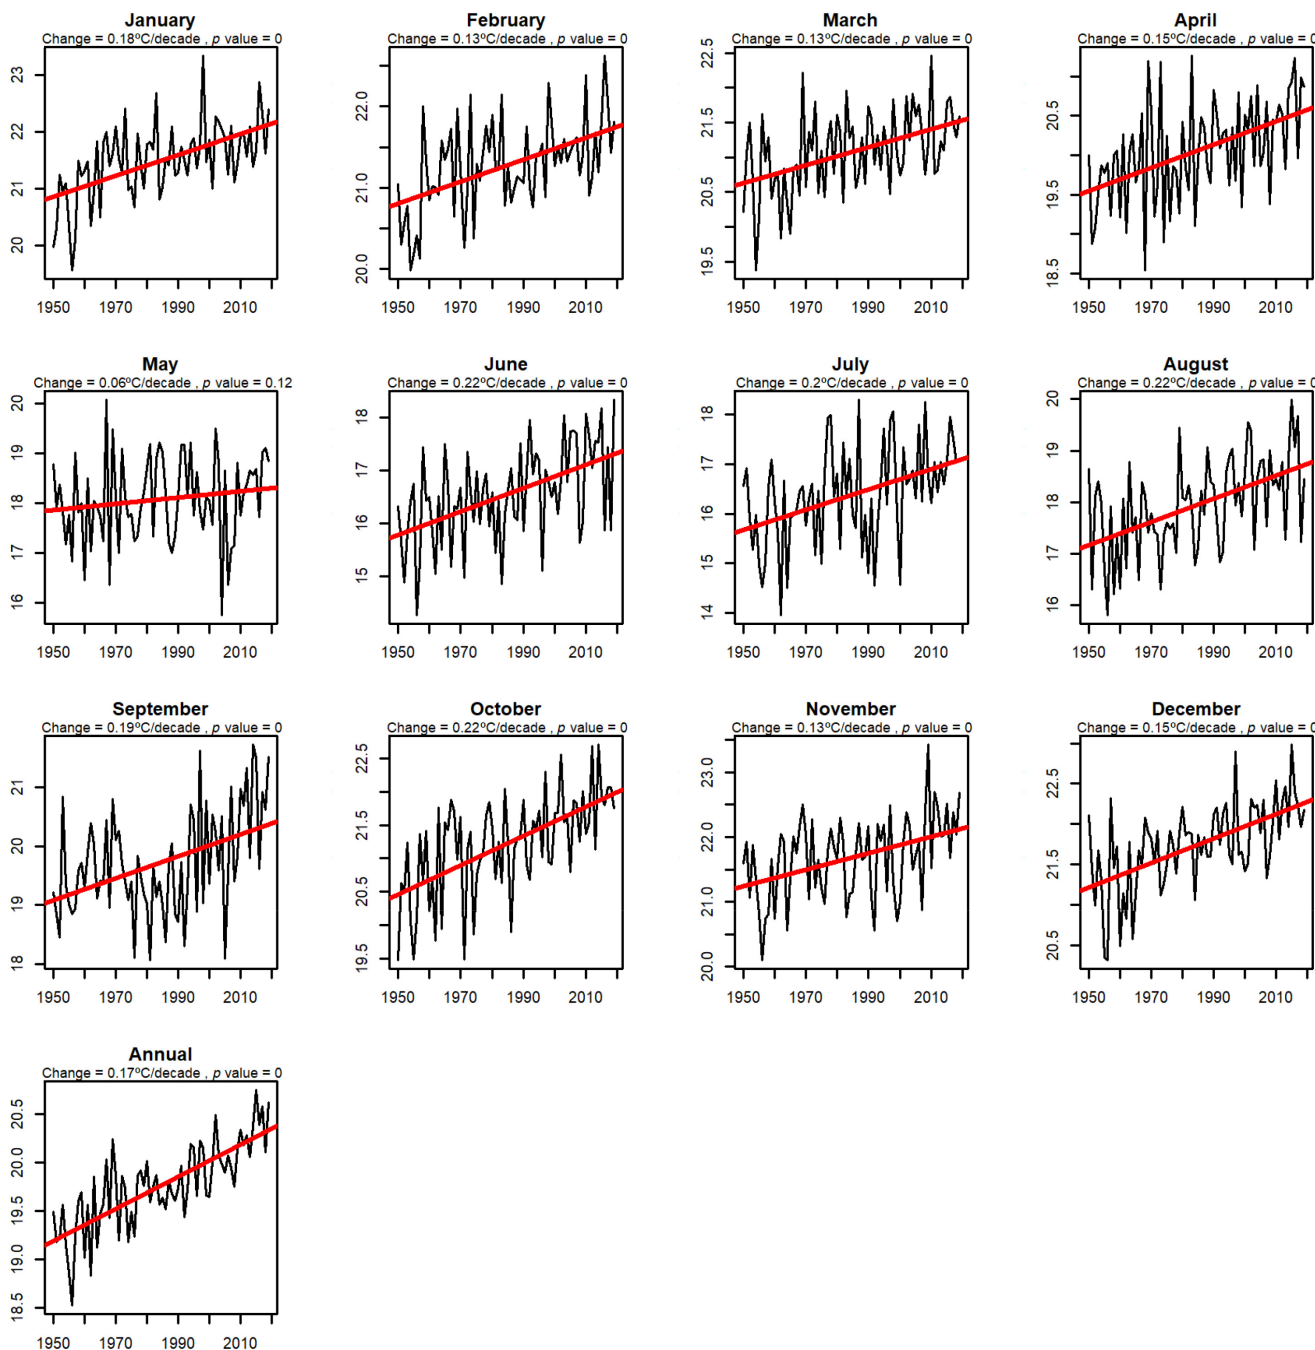 January
Change = 0.18ºC/decade , p value = 0
23
22
21
20
1950 1970 1990 2010
February
Change = 0.13ºC/decade , p value = 0
22.0
21.0
20.0
1950 1970 1990 2010
March
Change = 0.13ºC/decade , p value = 0
22.5
21.5
20.5
19.5
1950 1970 1990 2010
April
Change = 0.15ºC/decade , p value = 0
20.5
19.5
18.5
1950 1970 1990 2010
May
Change = 0.06ºC/decade , p value = 0.12
20
19
18
17
16
1950 1970 1990 2010
June
Change = 0.22ºC/decade , p value = 0
18
17
16
15
1950 1970 1990 2010
July
Change = 0.2ºC/decade , p value = 0
18
17
16
15
14
1950 1970 1990 2010
August
Change = 0.22ºC/decade , p value = 0
20
19
18
17
16
1950 1970 1990 2010
September
Change = 0.19ºC/decade , p value = 0
21
20
19
18
1950 1970 1990 2010
October
Change = 0.22ºC/decade , p value = 0
22.5
21.5
20.5
19.5
1950 1970 1990 2010
November
Change = 0.13ºC/decade , p value = 0
23.0
22.0
21.0
20.0
1950 1970 1990 2010
December
Change = 0.15ºC/decade , p value = 0
22.5
21.5
20.5
1950 1970 1990 2010
Annual
Change = 0.17ºC/decade , p value = 0
20.5
20.0
19.5
19.0
18.5
1950 1970 1990 2010